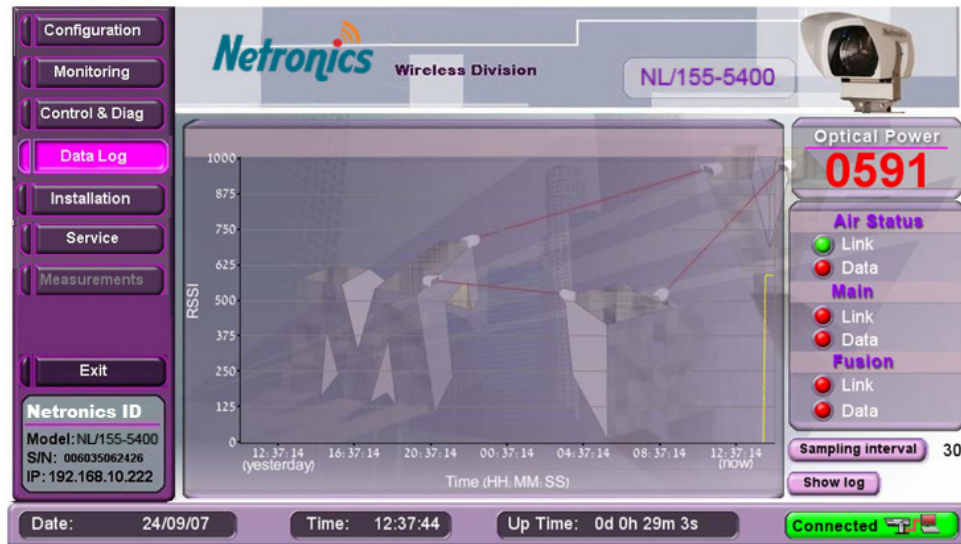 Configuration
Monitoring
Control & Diag
Data Log
Installation
Service
Measurements
Exit
Netronics ID
Model: NL/155-5400
S/N: 006035062426
IP: 192.168.10.222
Netronics
Wireless Division
NL/155-5400
Optical Power
0591
Air Status
Link
Data
Main
Link
Data
Fusion
Link
Data
Sampling interval 30
Show log
RSSI
1000
875
750
625
500
375
250
125
0
12:37:14 16:37:14 20:37:14 00:37:14 04:37:14 08:37:14 12:37:14
(yesterday) (now)
Time (HH:MM:SS)
Date: 24/09/07
Time: 12:37:44
Up Time: 0d 0h 29m 3s
Connected